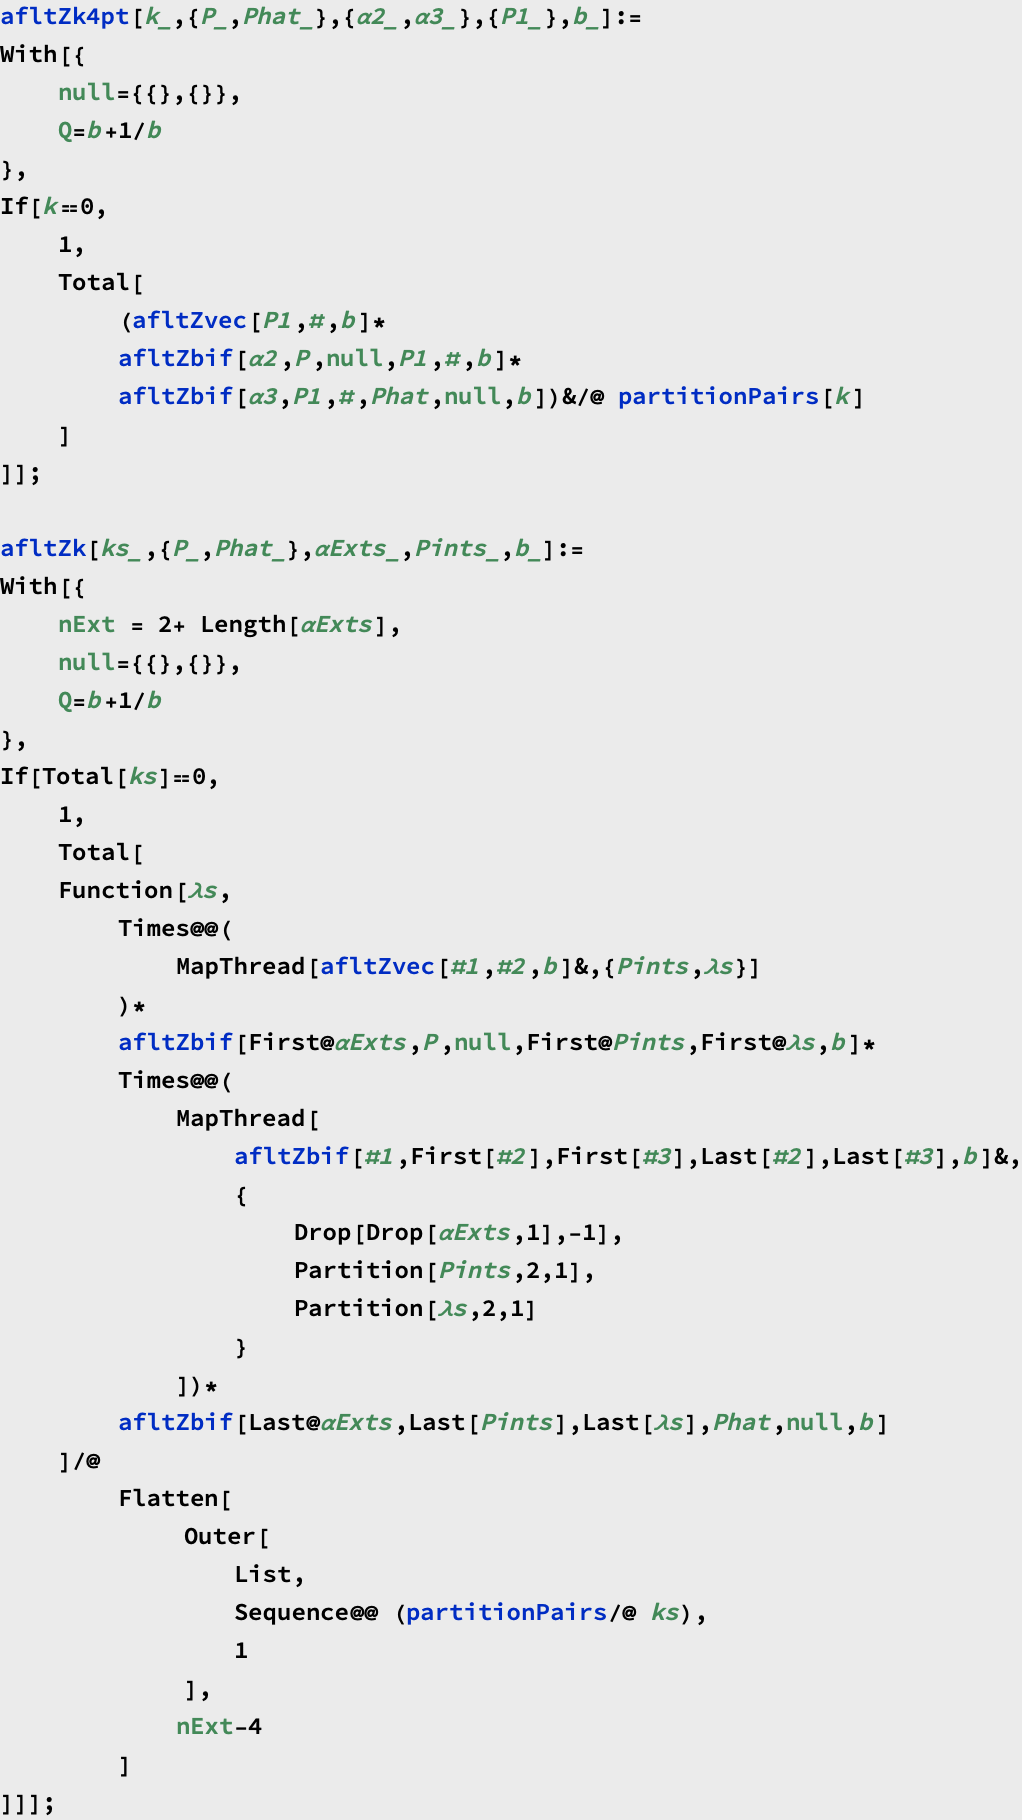 afltZk4pt[k_,{P_,Phat_},{α2_,α3_},{P1_},b_]:=
With[{
null={{},{}},
Q=b+1/b
},
If[k==0,
1,
Total[
(afltZvec[P1,#,b]*
afltZbif[α2,P,null,P1,#,b]*
afltZbif[α3,P1,#,Phat,null,b])&/@ partitionPairs[k]
]
]];
afltZk[ks_,{P_,Phat_},αExts_,Pints_,b_]:=
With[{
nExt = 2+ Length[αExts],
null={{},{}},
Q=b+1/b
},
If[Total[ks]==0,
1,
Total[
Function[λs,
Times@@(
MapThread[afltZvec[#1,#2,b]&,{Pints,λs}]
)*
afltZbif[First@αExts,P,null,First@Pints,First@λs,b]*
Times@@(
MapThread[
afltZbif[#1,First[#2],First[#3],Last[#2],Last[#3],b]&,
{
Drop[Drop[αExts,1],-1],
Partition[Pints,2,1],
Partition[λs,2,1]
}
])*
afltZbif[Last@αExts,Last[Pints],Last[λs],Phat,null,b]
]/@
Flatten[
Outer[
List,
Sequence@@ (partitionPairs/@ ks),
1
],
nExt-4
]
]]];